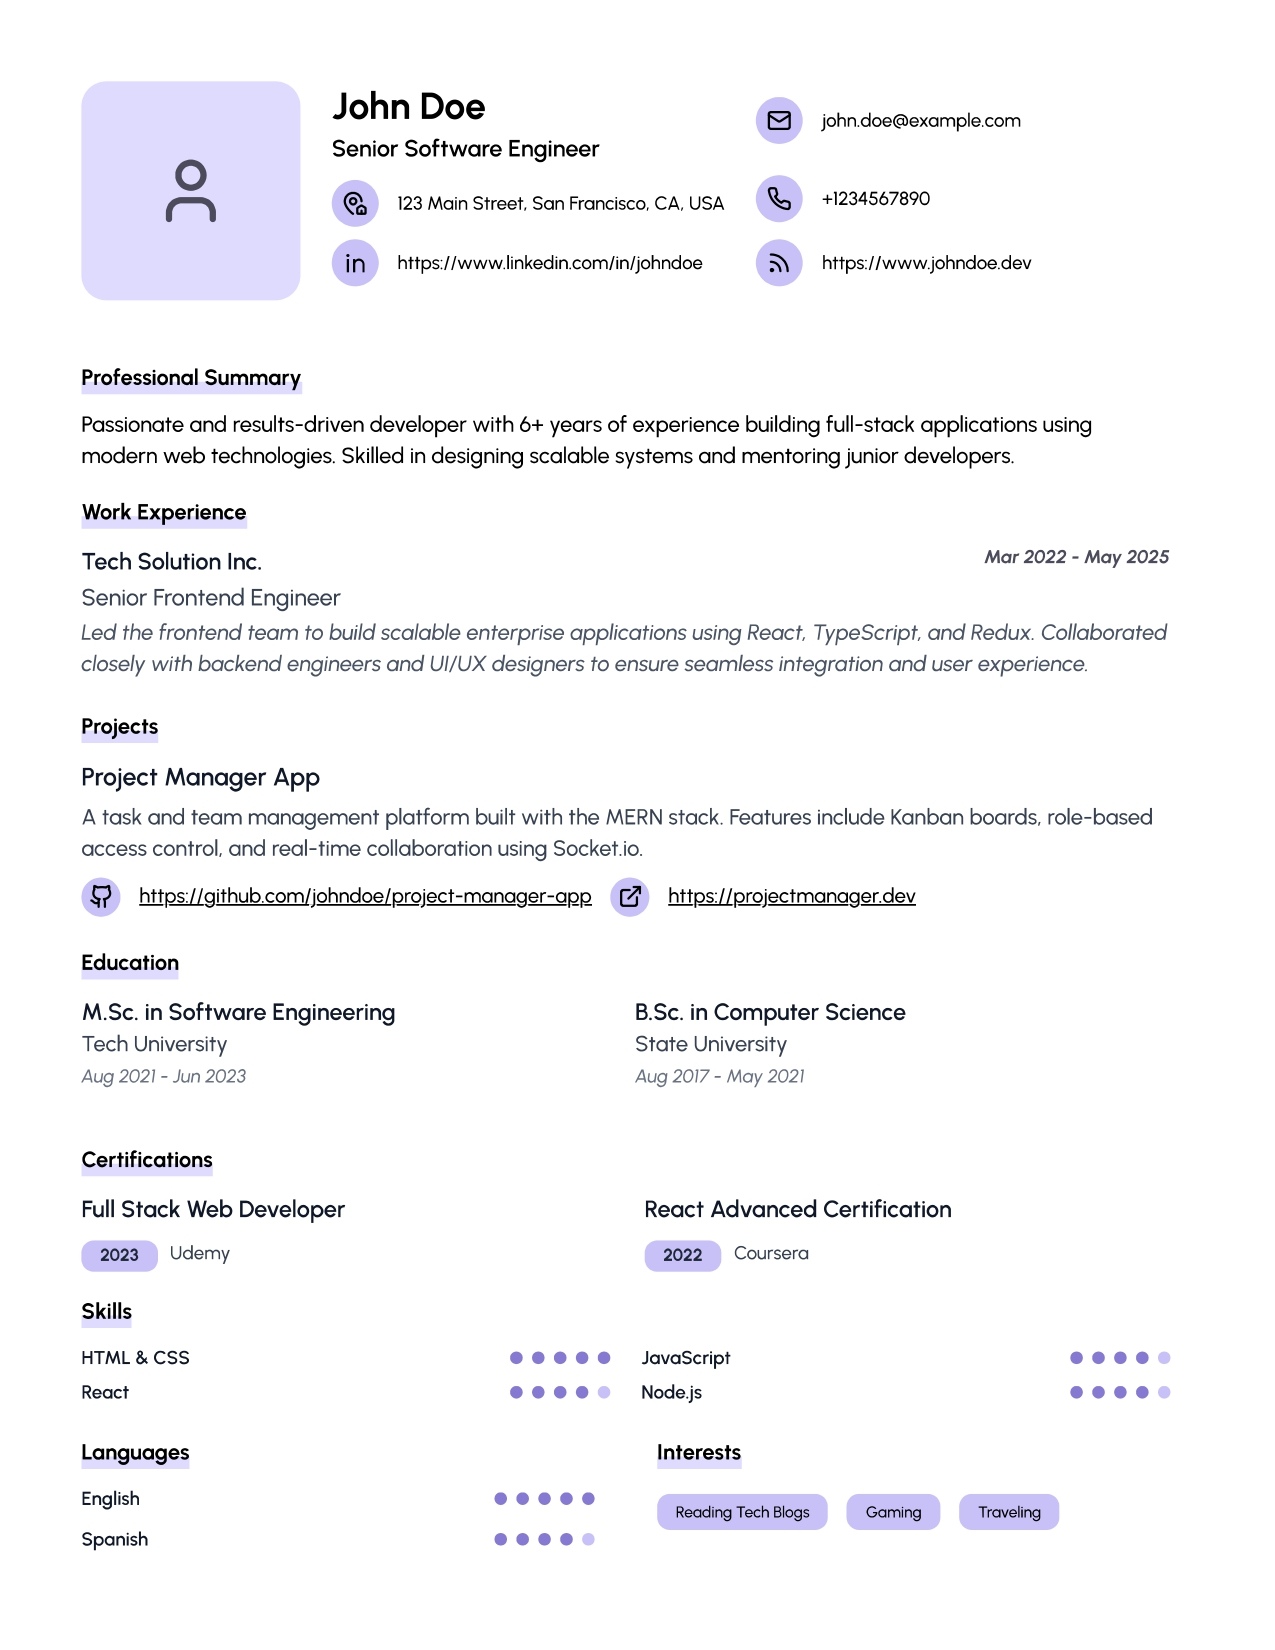 John Doe
Senior Software Engineer
123 Main Street, San Francisco, CA, USA
https://www.linkedin.com/in/johndoe
john.doe@example.com
+1234567890
https://www.johndoe.dev
Professional Summary
Passionate and results-driven developer with 6+ years of experience building full-stack applications using
modern web technologies. Skilled in designing scalable systems and mentoring junior developers.
Work Experience
Tech Solution Inc.
Mar 2022 - May 2025
Senior Frontend Engineer
Led the frontend team to build scalable enterprise applications using React, TypeScript, and Redux. Collaborated
closely with backend engineers and UI/UX designers to ensure seamless integration and user experience.
Projects
Project Manager App
A task and team management platform built with the MERN stack. Features include Kanban boards, role-based
access control, and real-time collaboration using Socket.io.
https://github.com/johndoe/project-manager-app
https://projectmanager.dev
Education
M.Sc. in Software Engineering
Tech University
Aug 2021 - Jun 2023
B.Sc. in Computer Science
State University
Aug 2017 - May 2021
Certifications
Full Stack Web Developer
2023 Udemy
React Advanced Certification
2022 Coursera
Skills
HTML & CSS
JavaScript
React
Node.js
Languages
English
Spanish
Interests
Reading Tech Blogs
Gaming
Traveling